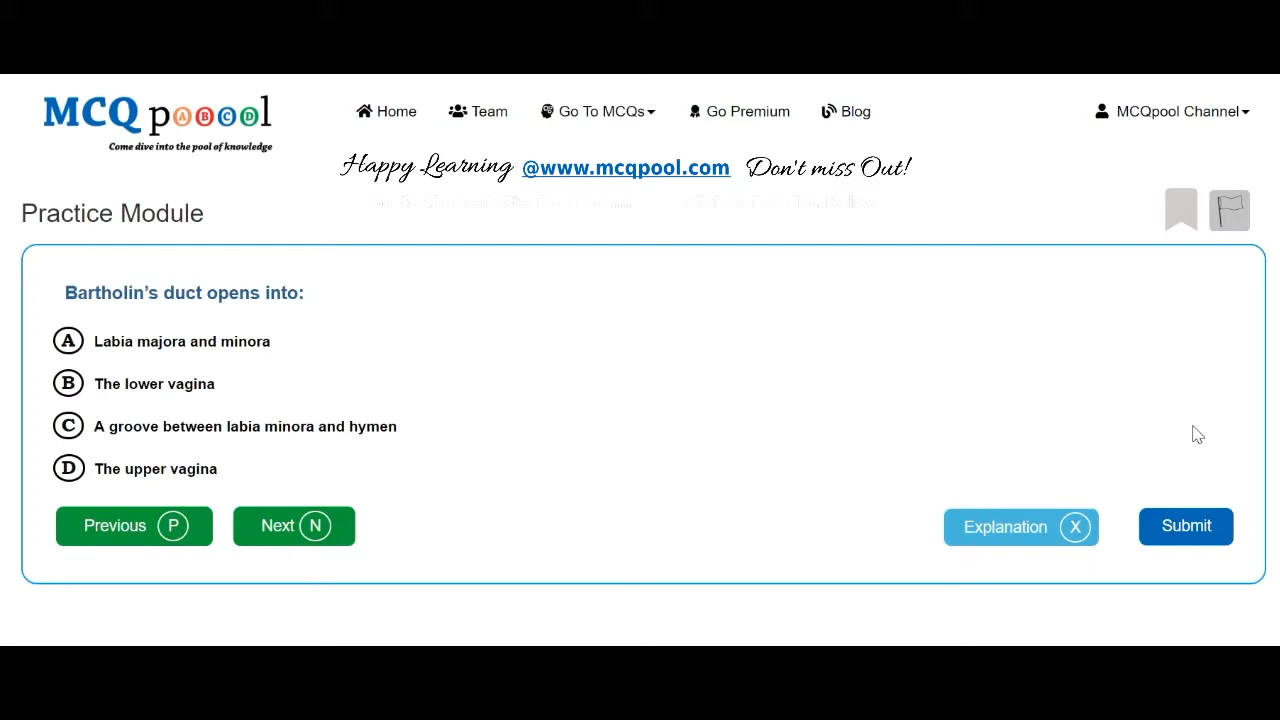 MCQ pABCDl
Come dive into the pool of knowledge
Home Team Go To MCQs Go Premium Blog MCQpool Channel
Happy Learning @www.mcqpool.com Don't miss Out!
Practice Module
Bartholin's duct opens into:
A Labia majora and minora
B The lower vagina
C A groove between labia minora and hymen
D The upper vagina
Previous P Next N Explanation X Submit